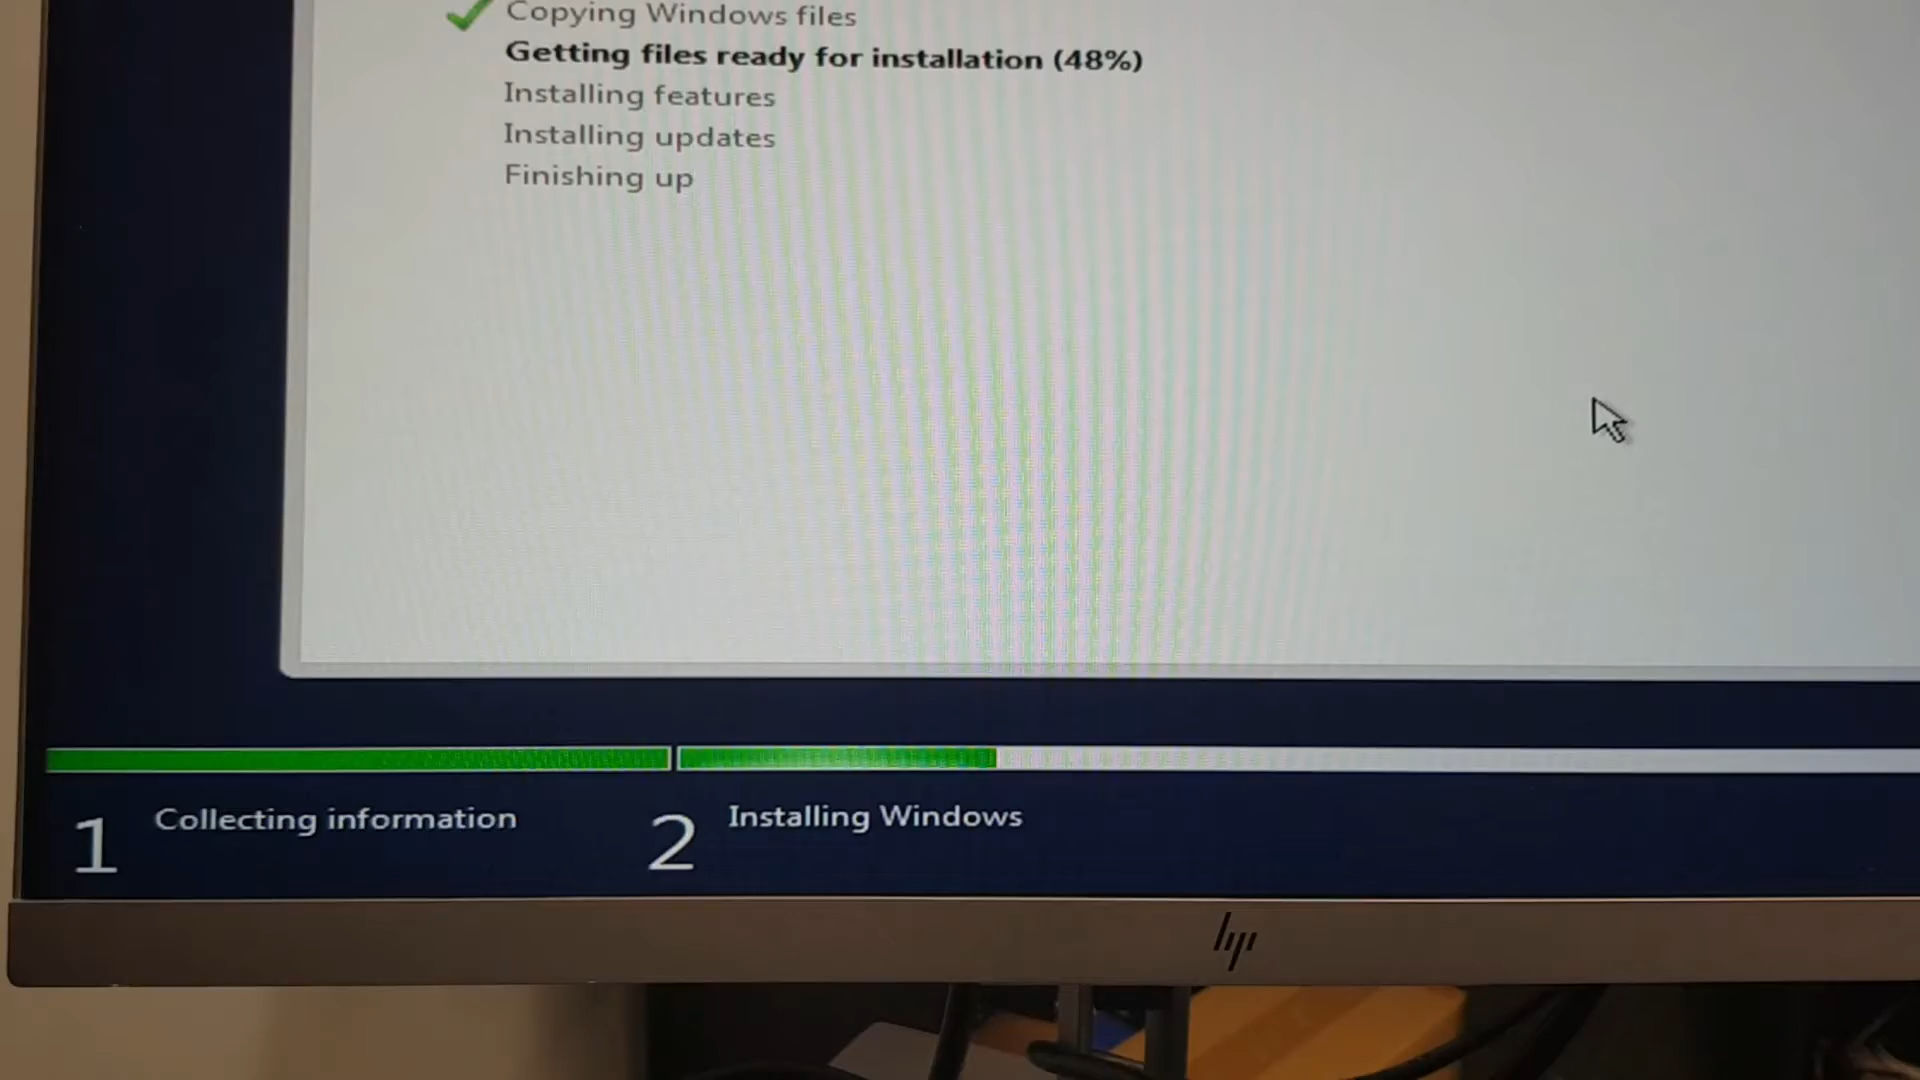 Copying Windows files
Getting files ready for installation (48%)
Installing features
Installing updates
Finishing up
1 Collecting information
2 Installing Windows
hp